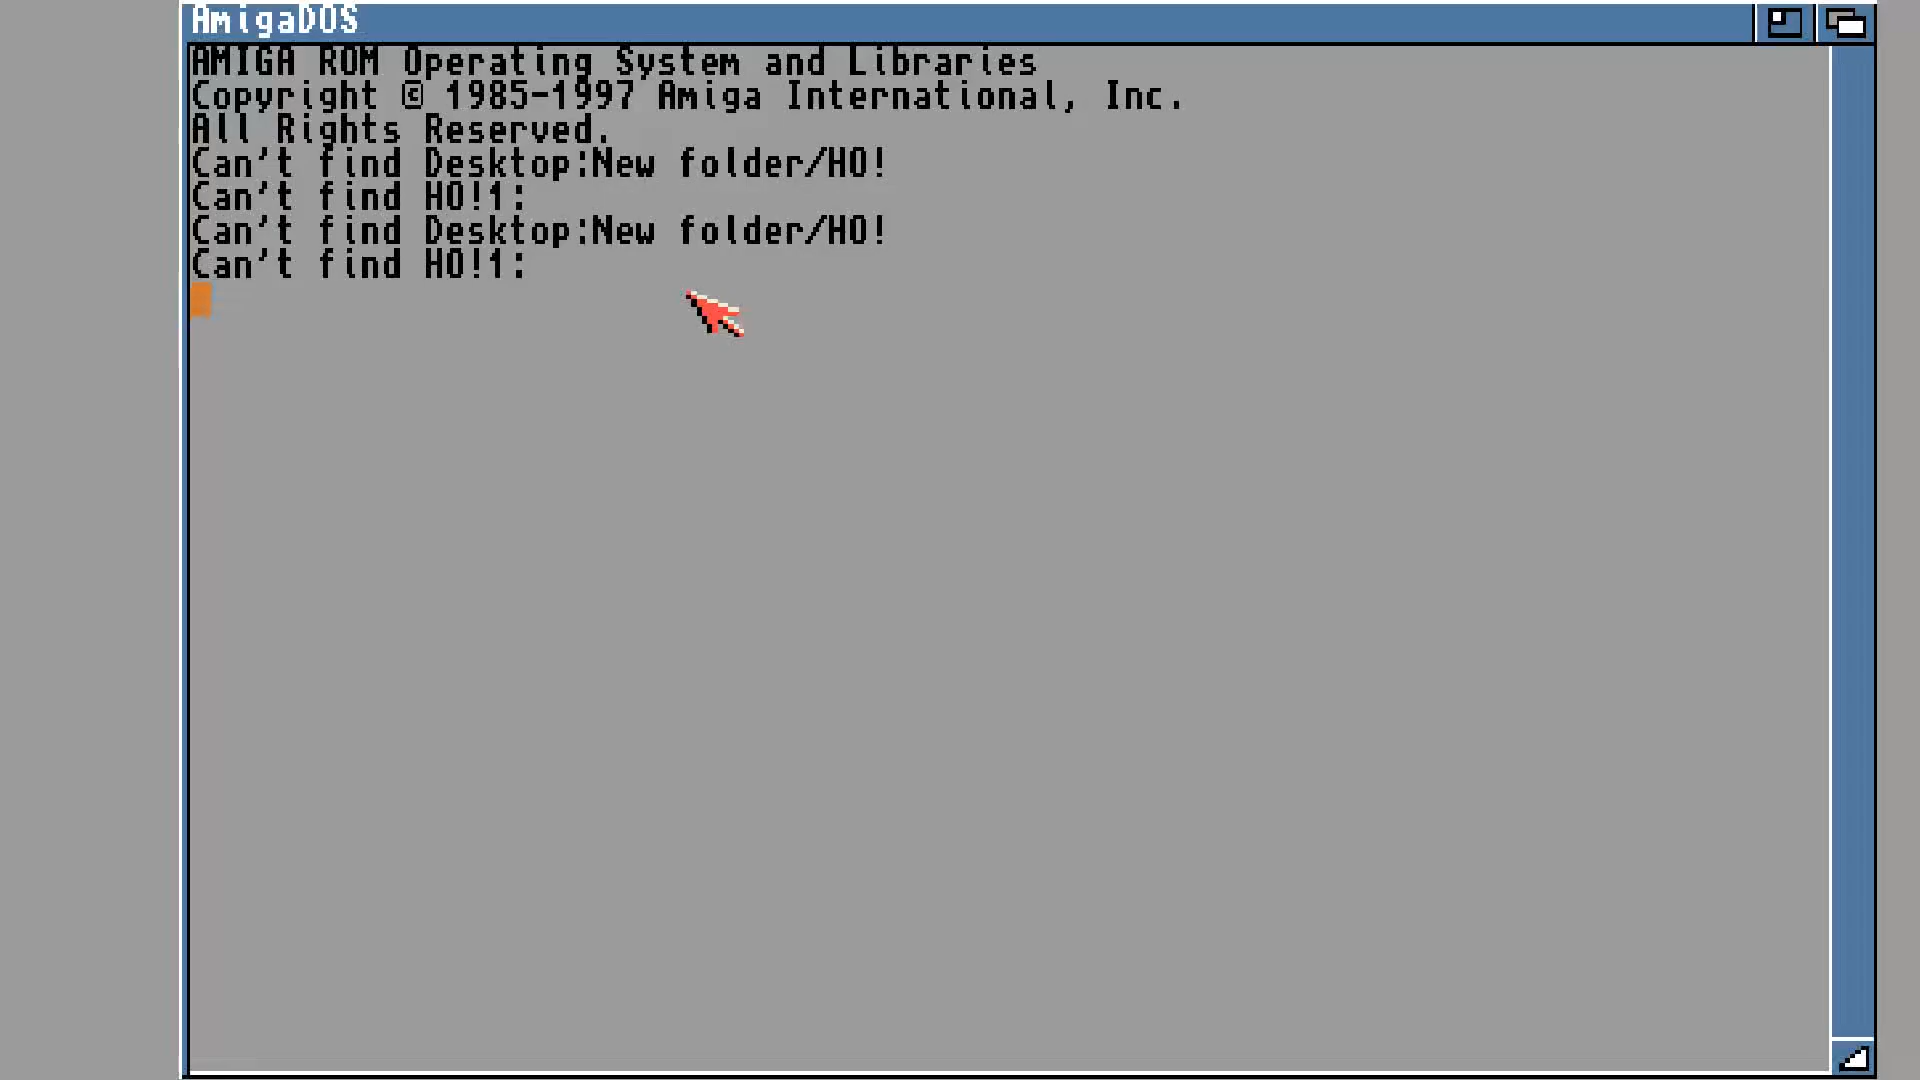 AmigaDOS
AMIGA ROM Operating System and Libraries
Copyright © 1985-1997 Amiga International, Inc.
All Rights Reserved.
Can't find Desktop:New folder/HO!
Can't find HO!1:
Can't find Desktop:New folder/HO!
Can't find HO!1: